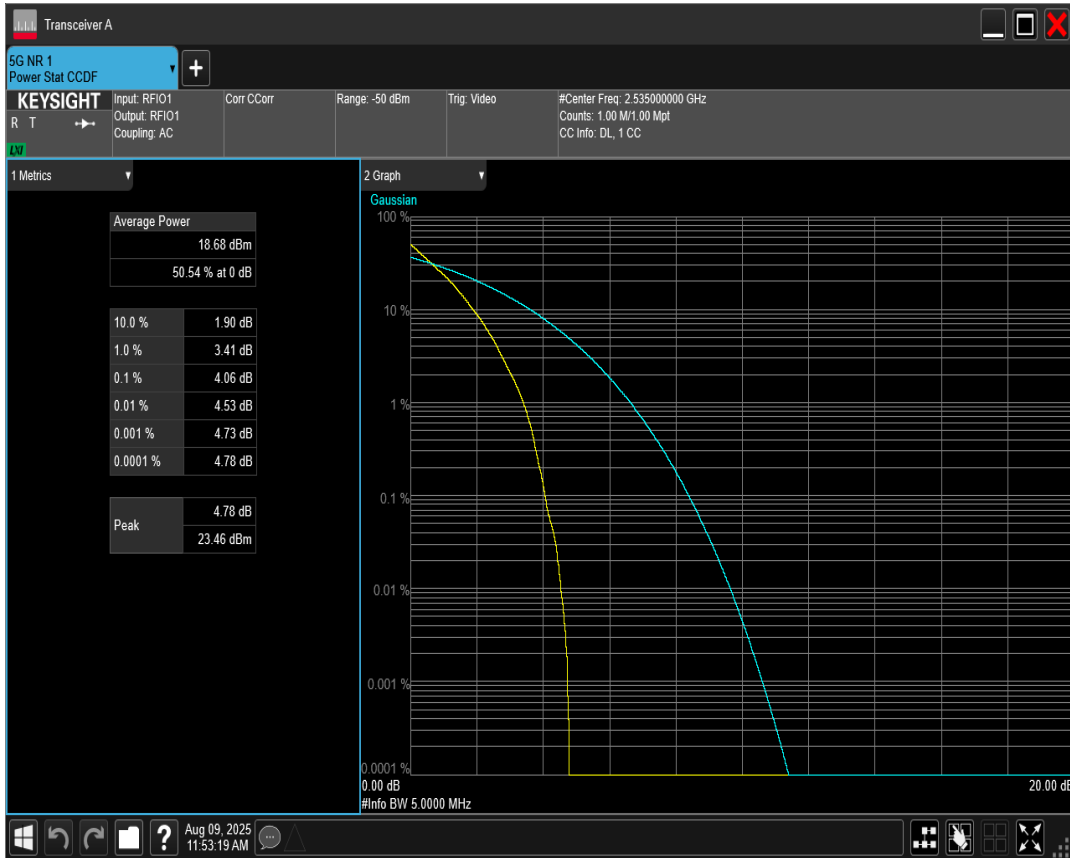 Transceiver A
5G NR 1
Power Stat CCDF
KEYSIGHT
R T
LXI
Input: RFIO1
Output: RFIO1
Coupling: AC
Corr CCorr
Range: -50 dBm
Trig: Video
#Center Freq: 2.535000000 GHz
Counts: 1.00 M/1.00 Mpt
CC Info: DL, 1 CC
1 Metrics
Average Power
18.68 dBm
50.54 % at 0 dB
10.0 % 1.90 dB
1.0 % 3.41 dB
0.1 % 4.06 dB
0.01 % 4.53 dB
0.001 % 4.73 dB
0.0001 % 4.78 dB
Peak
4.78 dB
23.46 dBm
2 Graph
Gaussian
100 %
10 %
1 %
0.1 %
0.01 %
0.001 %
0.0001 %
0.00 dB 20.00 dB
#Info BW 5.0000 MHz
? Aug 09, 2025
11:53:19 AM